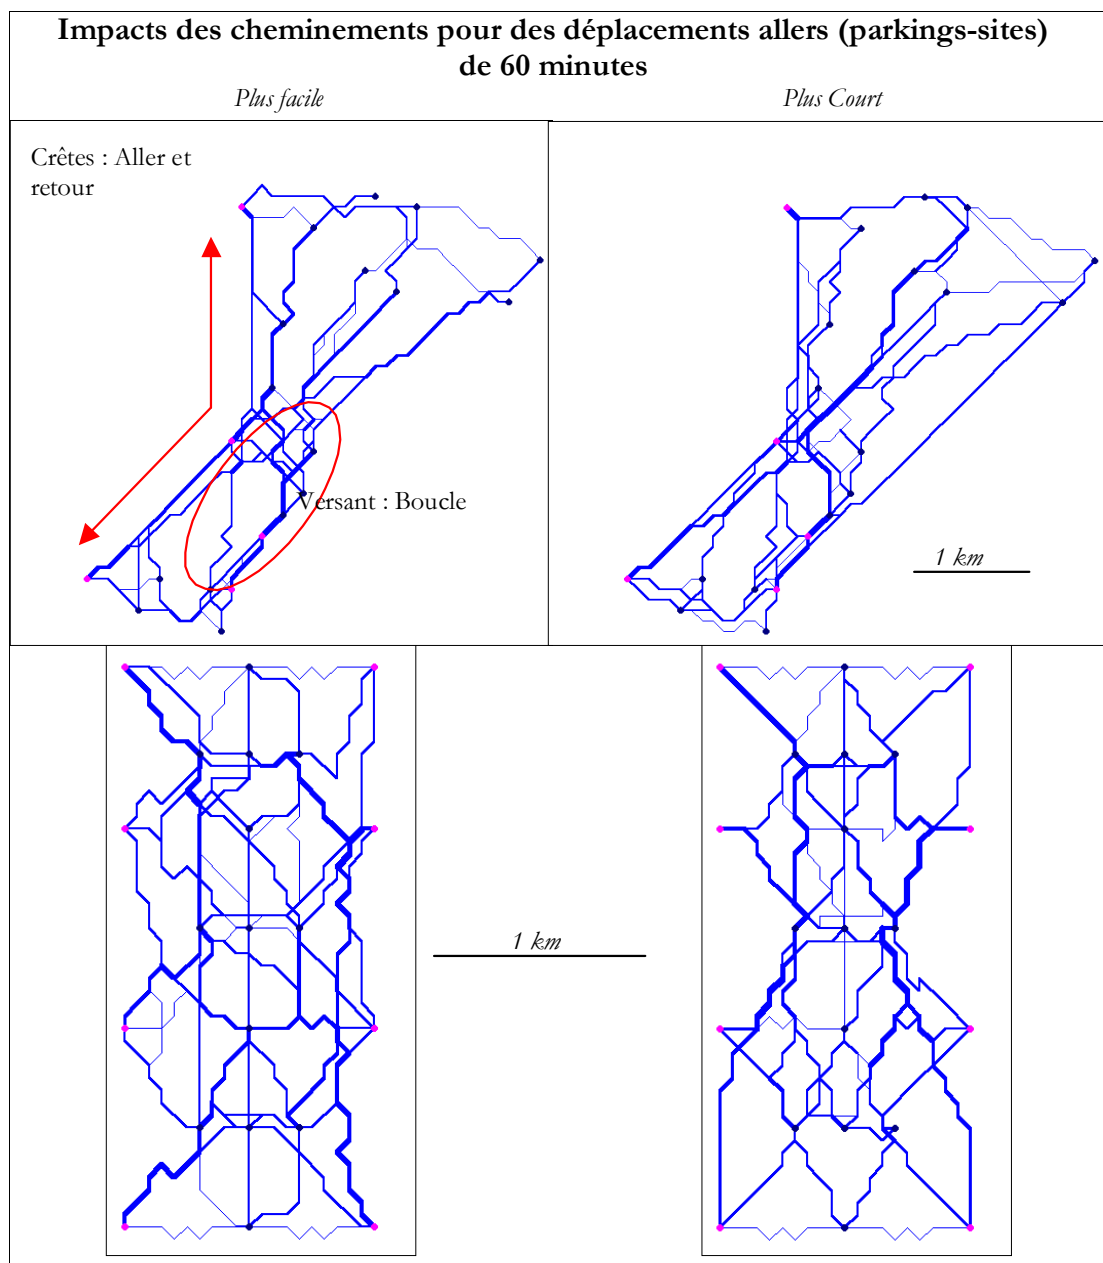 Impacts des cheminements pour des déplacements allers (parkings-sites)
de 60 minutes
Plus facile
Plus Court
Crêtes : Aller et
retour
Versant : Boucle
1 km
1 km